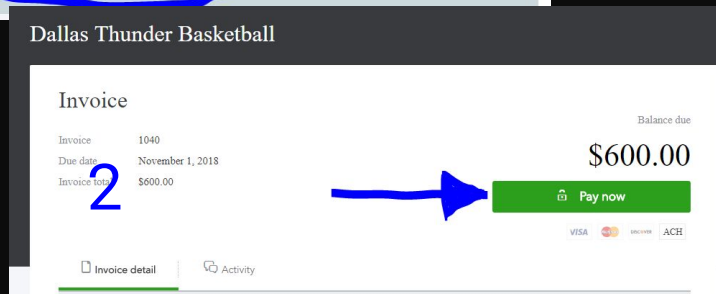 Dallas Thunder Basketball
Invoice
Balance due
Invoice 1040
$600.00
Due date November 1, 2018
Invoice total $600.00
2
Pay now
VISA DISCOVER ACH
Invoice detail Activity